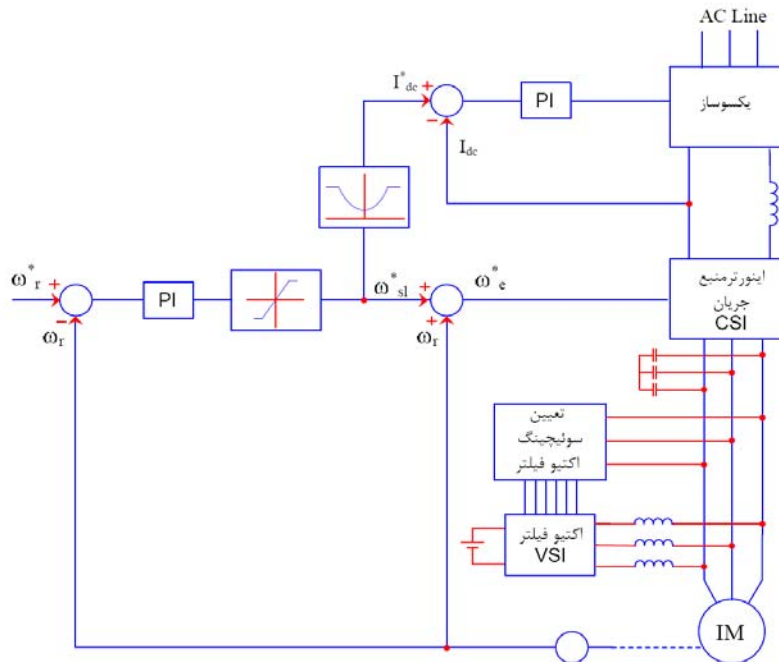 AC Line
I*dc
+
−
PI
یکسوساز
Idc
ω*r
+
−
ωr
PI
ω*sl
+
+
ωr
ω*e
اینورترمنبع
جریان
CSI
تعیین
سوئیچینگ
اکتیو فیلتر
اکتیو فیلتر
VSI
IM